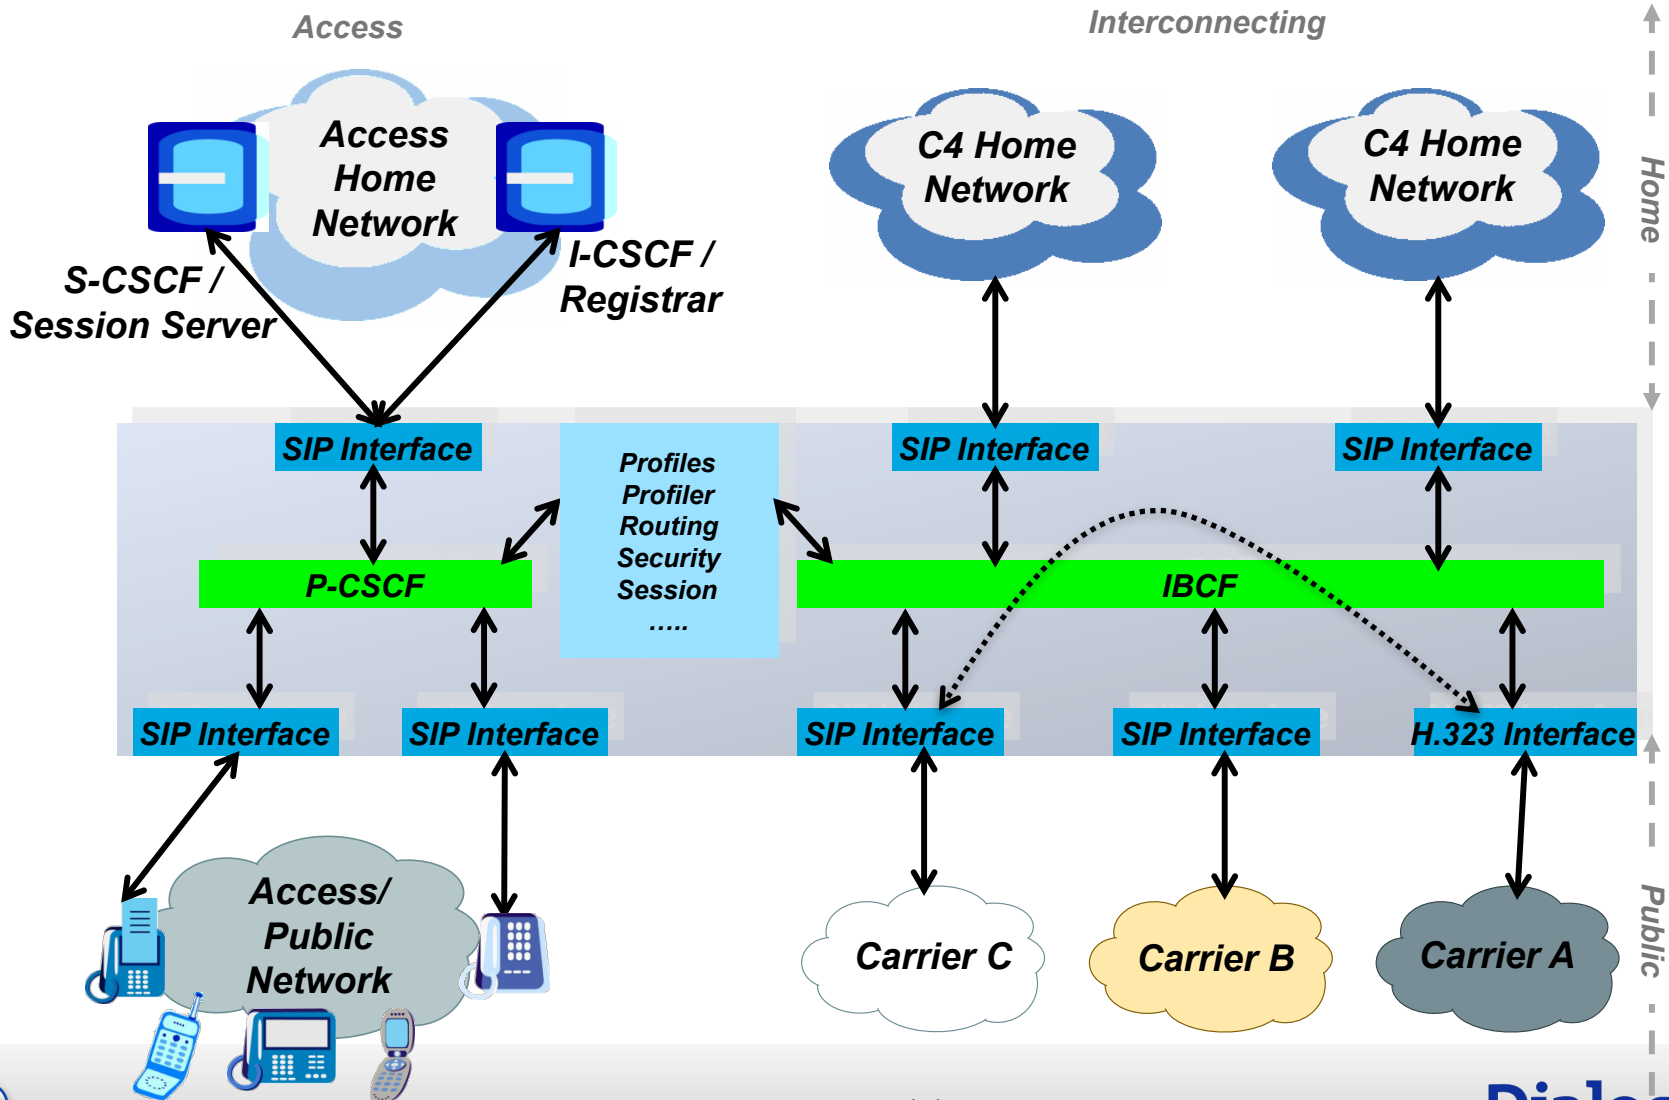 Access
Interconnecting
Access
Home
Network
C4 Home
Network
C4 Home
Network
Home
S-CSCF /
Session Server
I-CSCF /
Registrar
SIP Interface
SIP Interface
SIP Interface
Profiles
Profiler
Routing
Security
Session
.....
P-CSCF
IBCF
SIP Interface
SIP Interface
SIP Interface
SIP Interface
H.323 Interface
Access/
Public
Network
Carrier C
Carrier B
Carrier A
Public